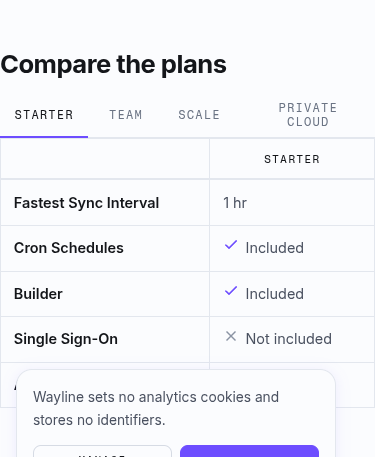 Compare the plans
STARTER TEAM SCALE PRIVATE
CLOUD
STARTER
Fastest Sync Interval 1 hr
Cron Schedules Included
Builder Included
Single Sign-On Not included
Wayline sets no analytics cookies and
stores no identifiers.